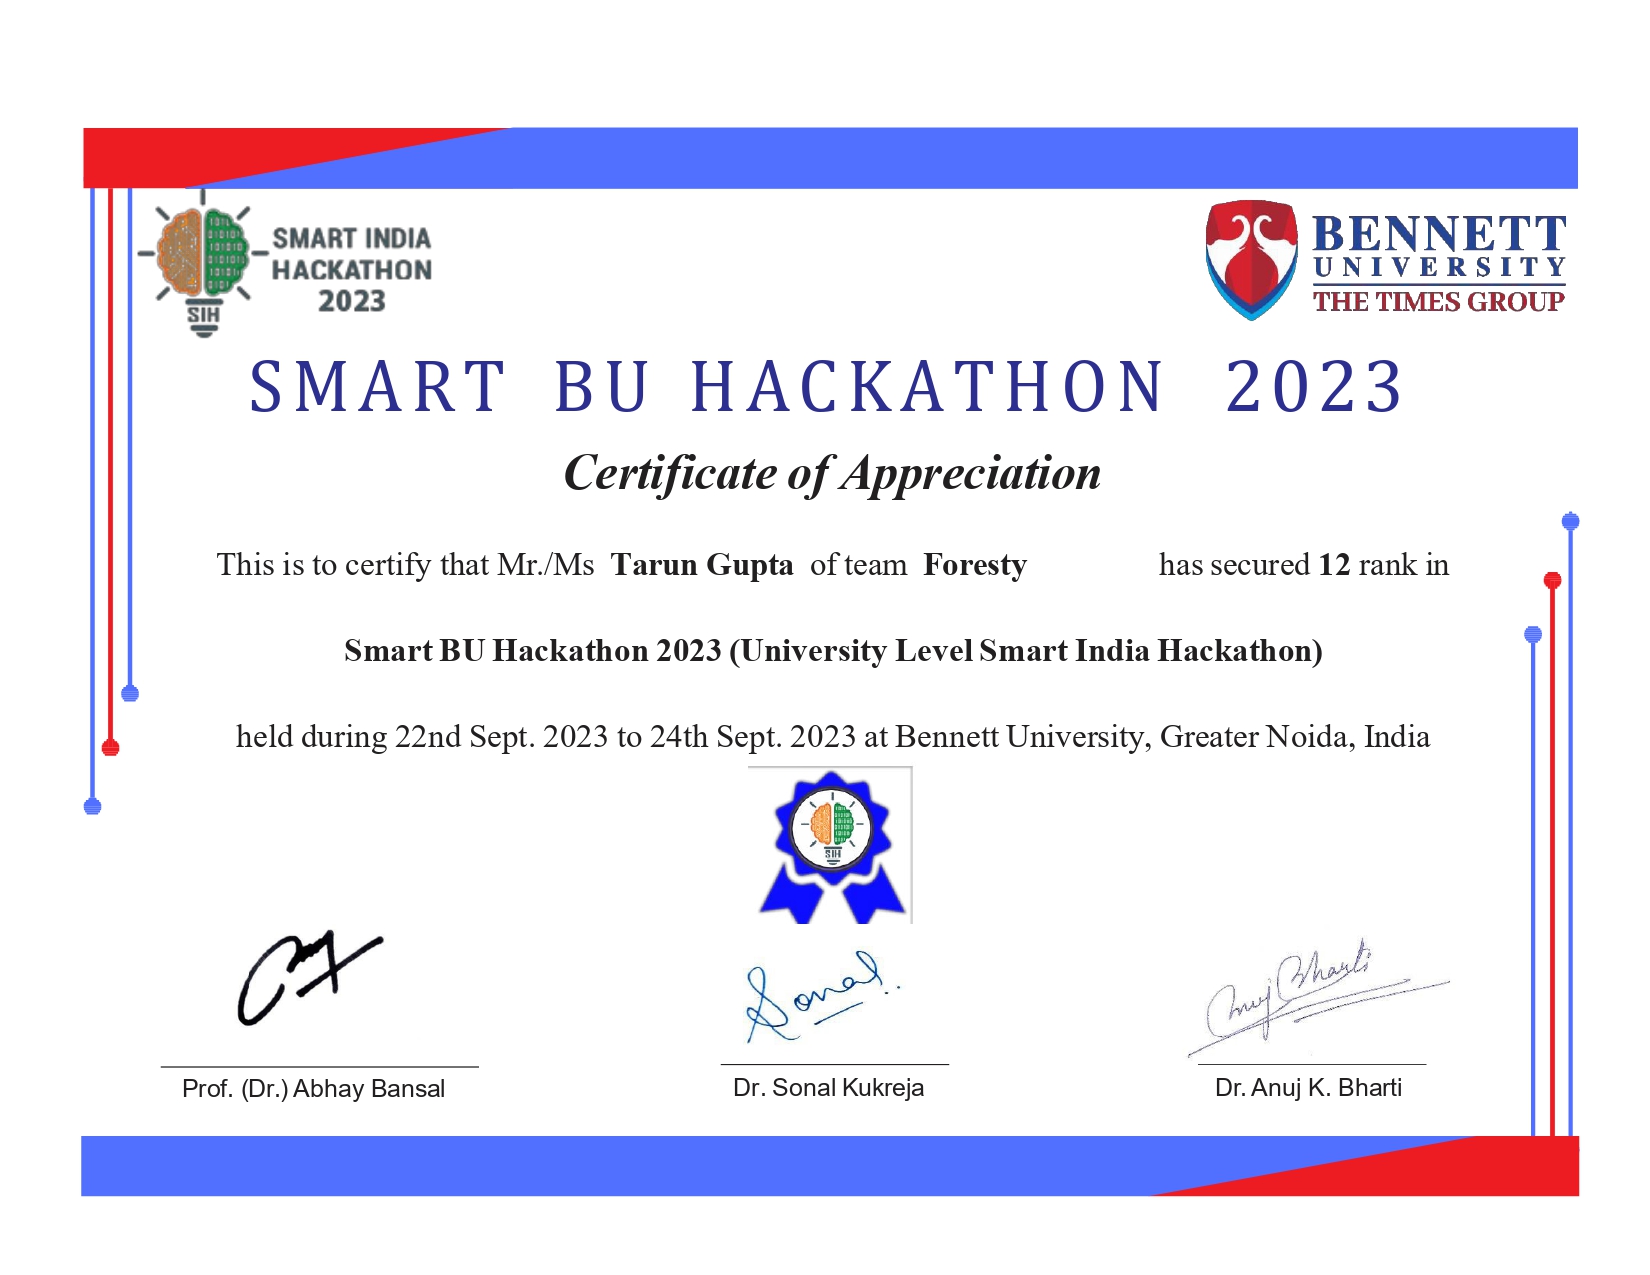 SMART INDIA
HACKATHON
2023
SIH
BENNETT
UNIVERSITY
THE TIMES GROUP
SMART BU HACKATHON 2023
Certificate of Appreciation
This is to certify that Mr./Ms Tarun Gupta of team Foresty has secured 12 rank in
Smart BU Hackathon 2023 (University Level Smart India Hackathon)
held during 22nd Sept. 2023 to 24th Sept. 2023 at Bennett University, Greater Noida, India
SIH
Sonal
Anuj Bharti
Prof. (Dr.) Abhay Bansal
Dr. Sonal Kukreja
Dr. Anuj K. Bharti